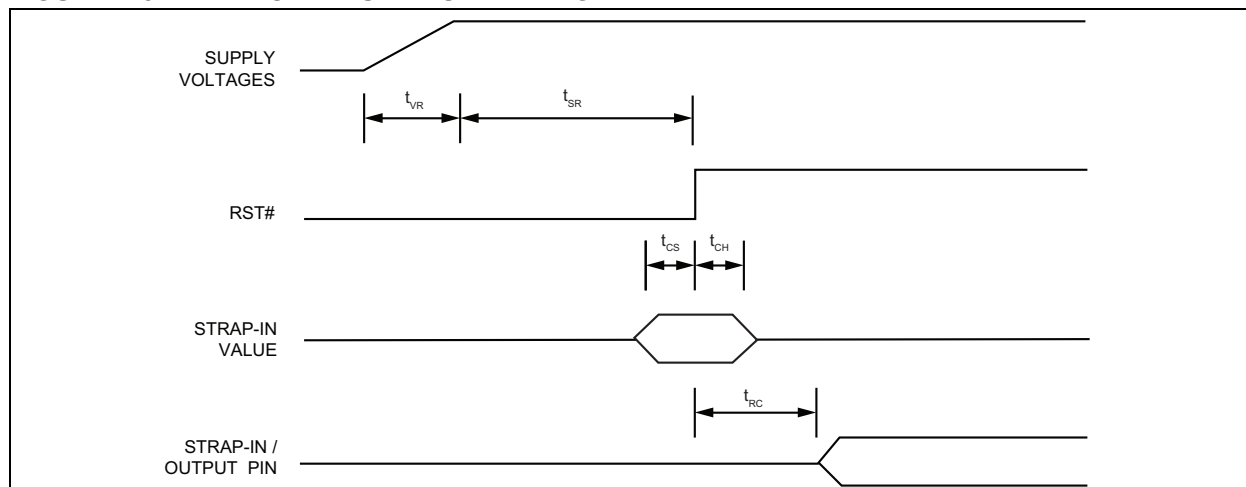 SUPPLY
VOLTAGES
tVR
tSR
RST#
tCS
tCH
STRAP-IN
VALUE
tRC
STRAP-IN /
OUTPUT PIN